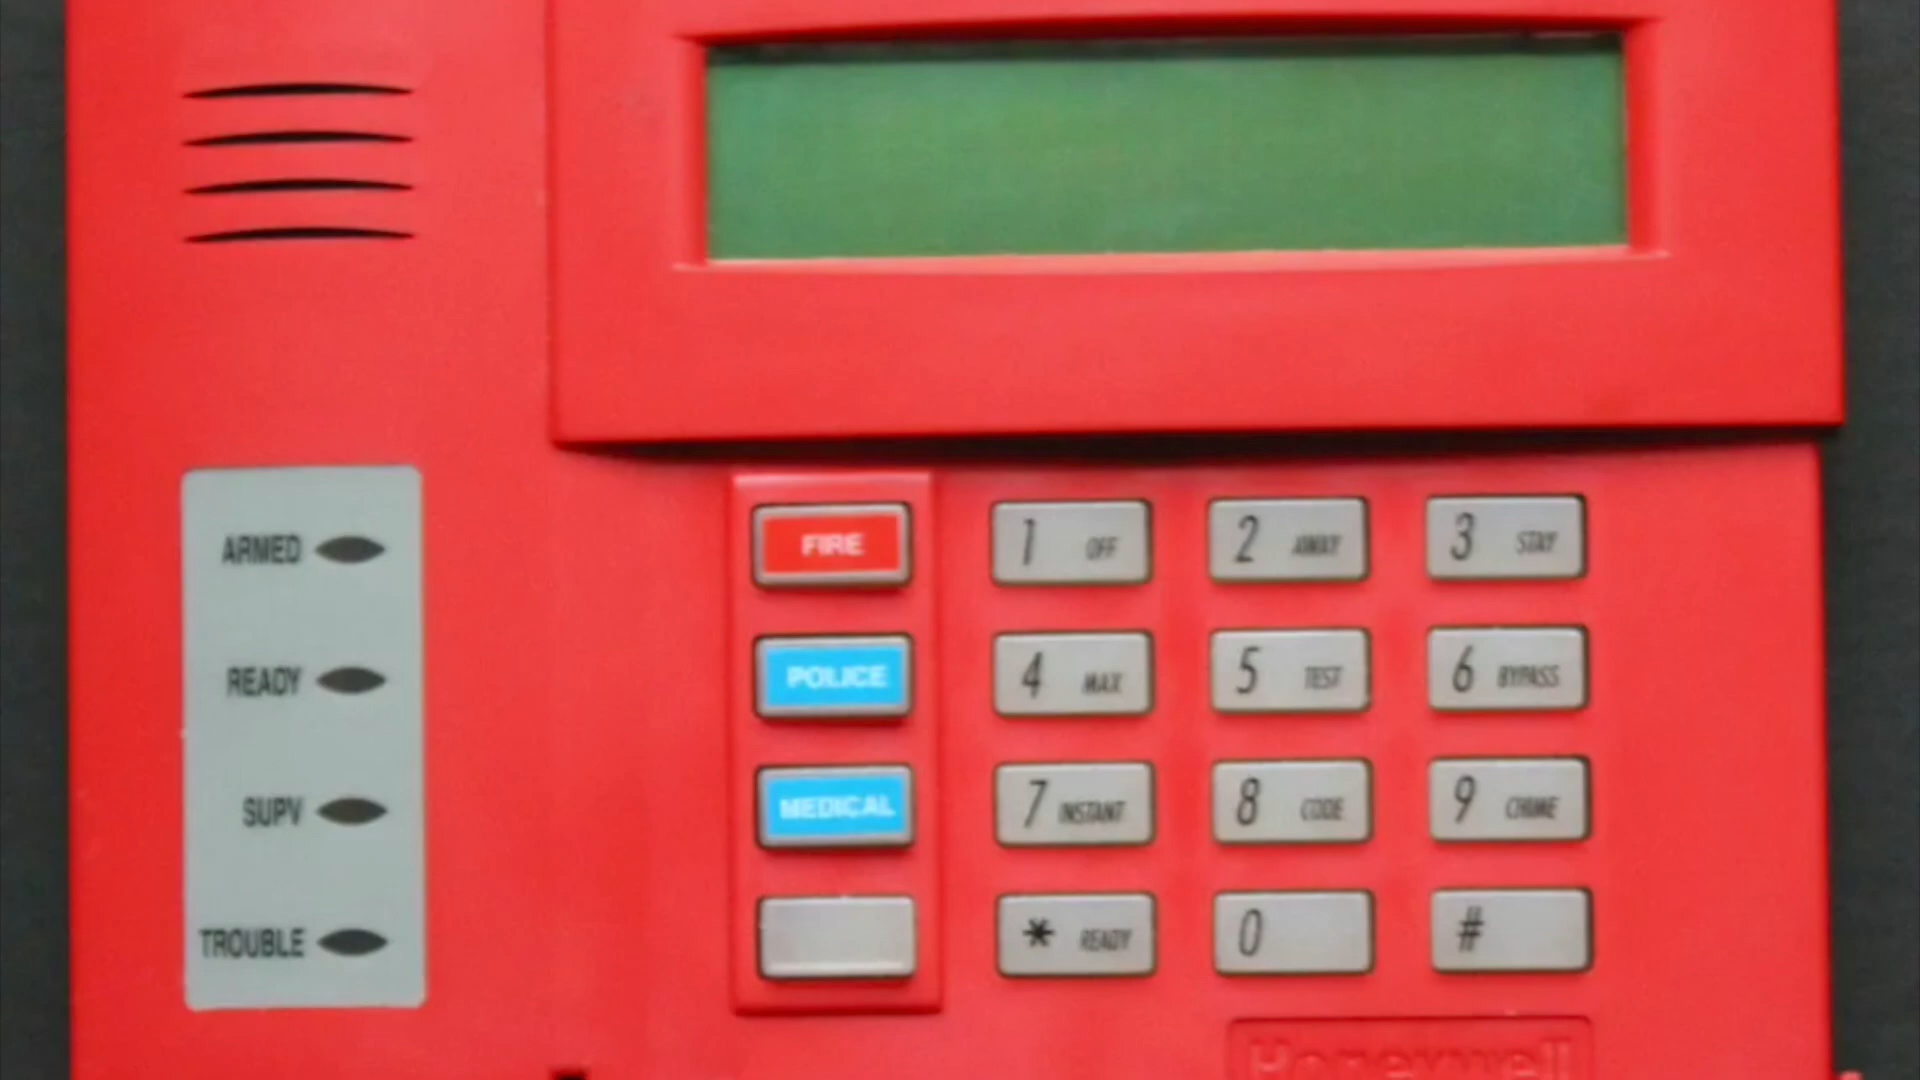 ARMED
READY
SUPV
TROUBLE
FIRE 1 OFF 2 AWAY 3 STAY
POLICE 4 MAX 5 TEST 6 BYPASS
MEDICAL 7 INSTANT 8 CODE 9 CHIME
* READY 0 #
Honeywell